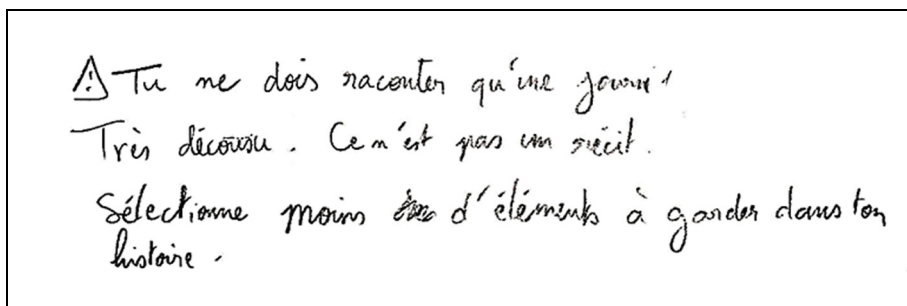 ⚠ Tu ne dois raconter qu'une journé
Très décousu. Ce n'est pas un récit.
Sélectionne moins d'éléments à garder dans ton
histoire.